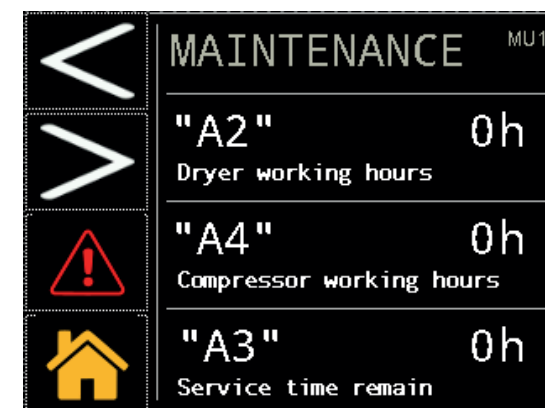 MAINTENANCE MU1
"A2" 0h
Dryer working hours
"A4" 0h
Compressor working hours
"A3" 0h
Service time remain